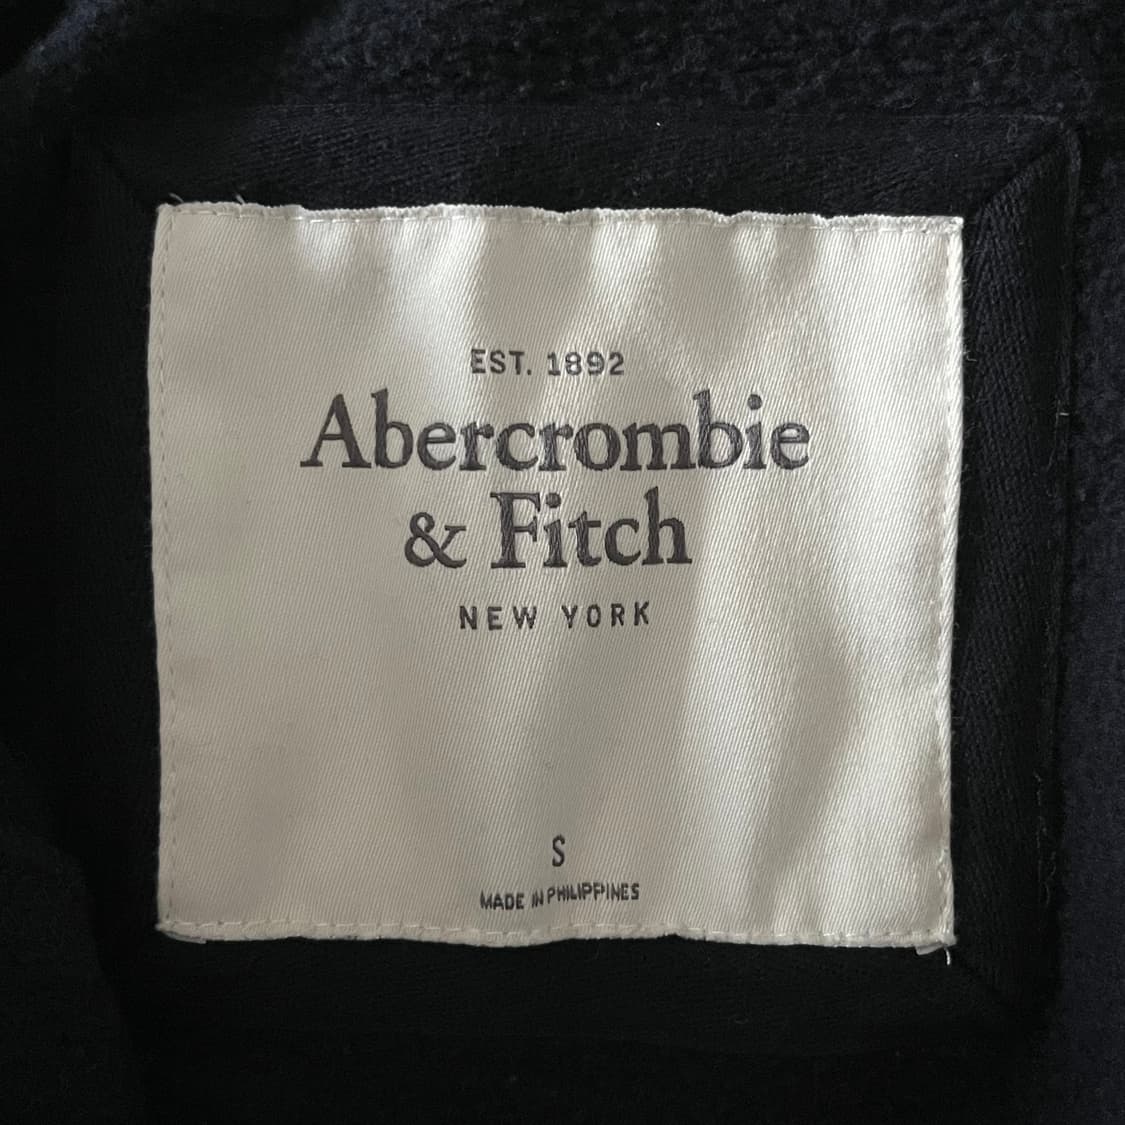 EST. 1892
Abercrombie
& Fitch
NEW YORK
S
MADE IN PHILIPPINES